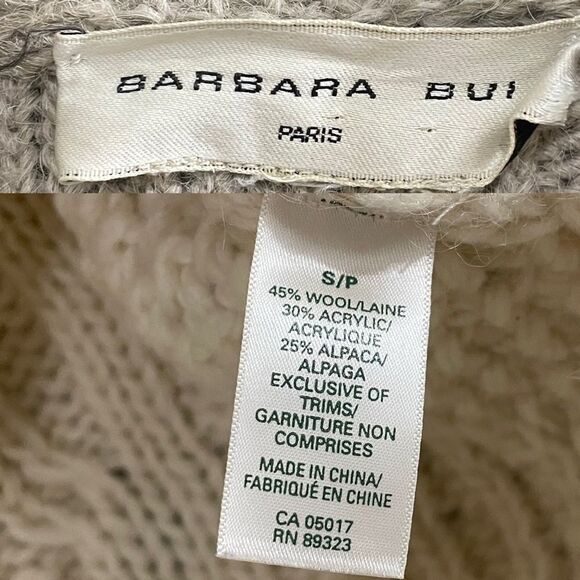 BARBARA BUI
PARIS
S/P
45% WOOL/LAINE
30% ACRYLIC/
ACRYLIQUE
25% ALPACA/
ALPAGA
EXCLUSIVE OF
TRIMS/
GARNITURE NON
COMPRISES
MADE IN CHINA/
FABRIQUÉ EN CHINE
CA 05017
RN 89323